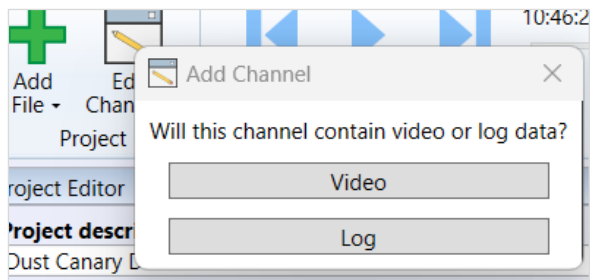 10:46:2
Add
File
Ed
Chan
Project
Add Channel
Will this channel contain video or log data?
Video
Log
roject Editor
Project descri
Dust Canary D